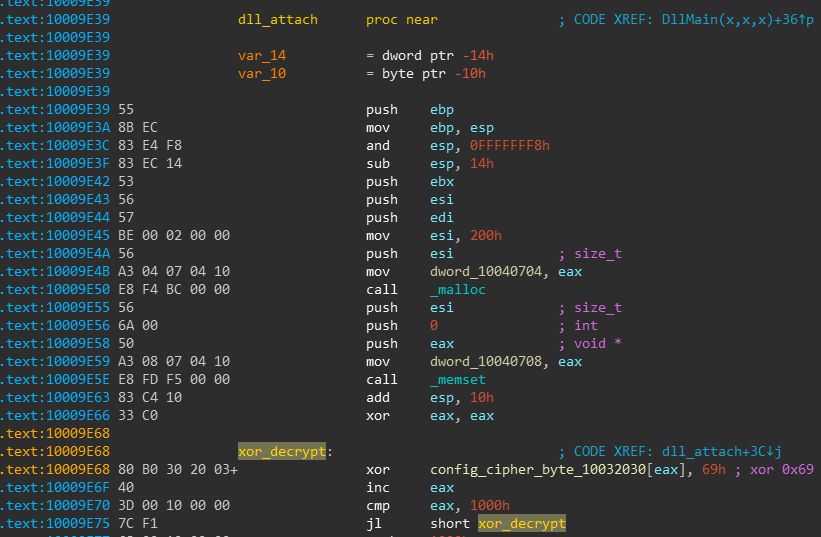 .text:10009E39
.text:10009E39 dll_attach proc near ; CODE XREF: DllMain(x,x,x)+36↑p
.text:10009E39
.text:10009E39 var_14 = dword ptr -14h
.text:10009E39 var_10 = byte ptr -10h
.text:10009E39
.text:10009E39 55 push ebp
.text:10009E3A 8B EC mov ebp, esp
.text:10009E3C 83 E4 F8 and esp, 0FFFFFFF8h
.text:10009E3F 83 EC 14 sub esp, 14h
.text:10009E42 53 push ebx
.text:10009E43 56 push esi
.text:10009E44 57 push edi
.text:10009E45 BE 00 02 00 00 mov esi, 200h
.text:10009E4A 56 push esi ; size_t
.text:10009E4B A3 04 07 04 10 mov dword_10040704, eax
.text:10009E50 E8 F4 BC 00 00 call _malloc
.text:10009E55 56 push esi ; size_t
.text:10009E56 6A 00 push 0 ; int
.text:10009E58 50 push eax ; void *
.text:10009E59 A3 08 07 04 10 mov dword_10040708, eax
.text:10009E5E E8 FD F5 00 00 call _memset
.text:10009E63 83 C4 10 add esp, 10h
.text:10009E66 33 C0 xor eax, eax
.text:10009E68
.text:10009E68 xor_decrypt: ; CODE XREF: dll_attach+3C↓j
.text:10009E68 80 B0 30 20 03+ xor config_cipher_byte_10032030[eax], 69h ; xor 0x69
.text:10009E6F 40 inc eax
.text:10009E70 3D 00 10 00 00 cmp eax, 1000h
.text:10009E75 7C F1 jl short xor_decrypt